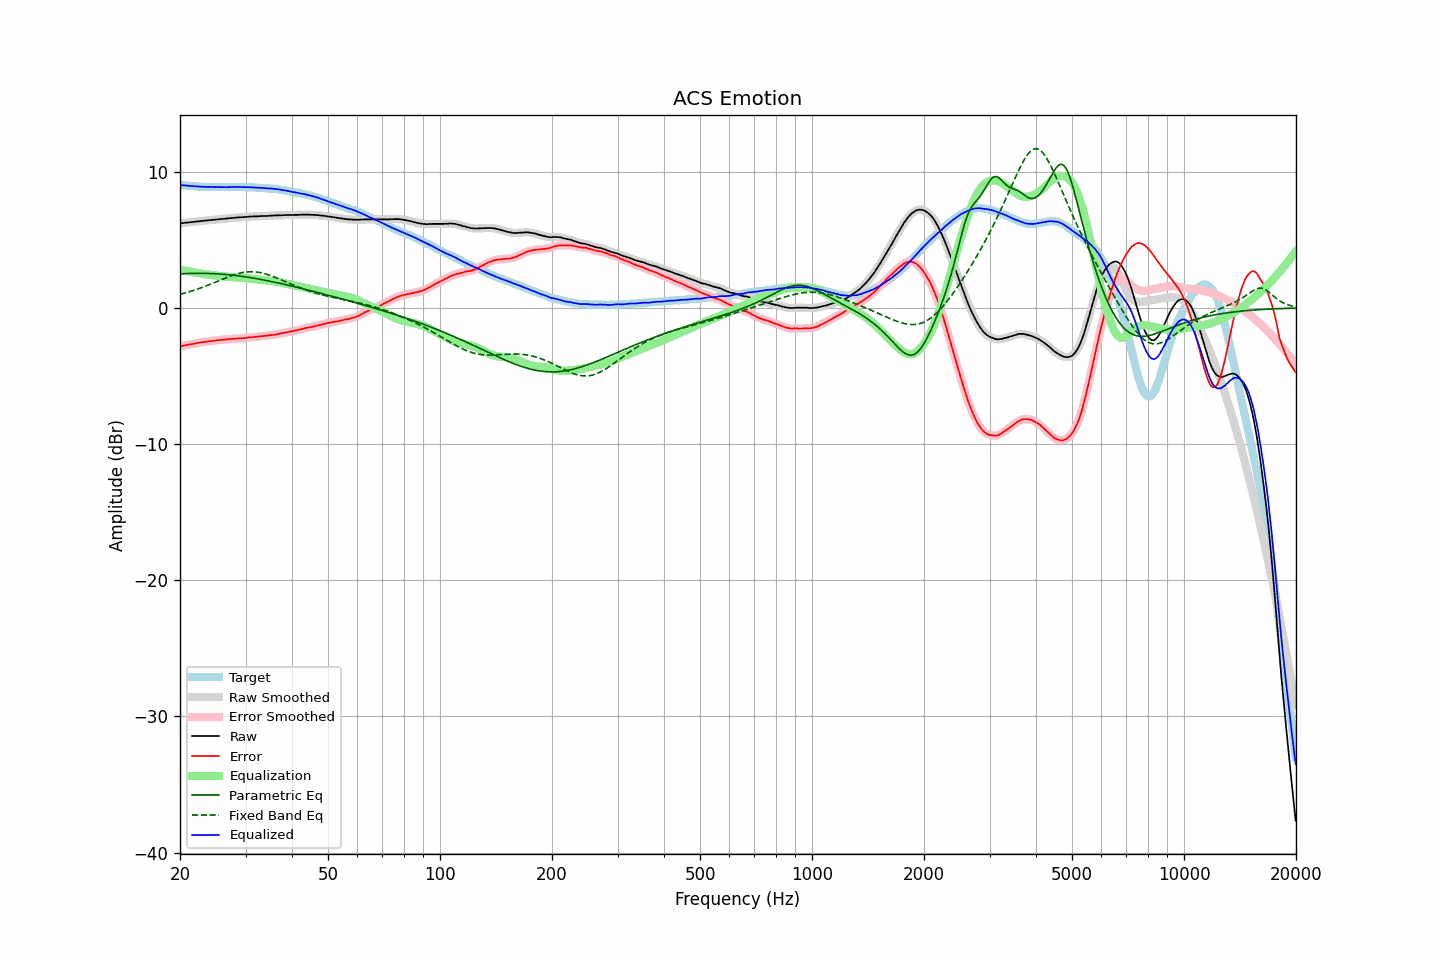 ACS Emotion
10
0
−10
−20
−30
−40
Amplitude (dBr)
Target
Raw Smoothed
Error Smoothed
Raw
Error
Equalization
Parametric Eq
Fixed Band Eq
Equalized
20 50 100 200 500 1000 2000 5000 10000 20000
Frequency (Hz)